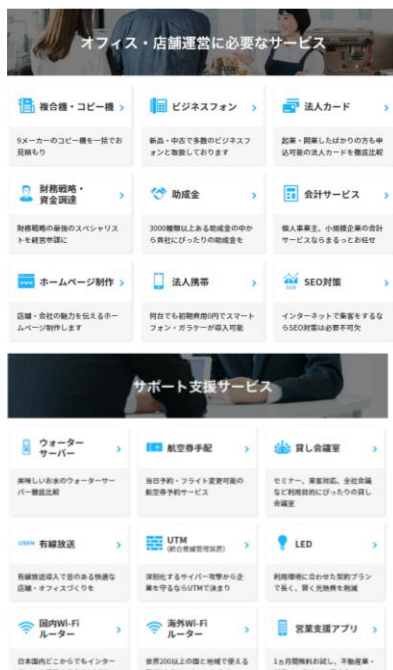 オフィス・店舗運営に必要なサービス
複合機・コピー機
ビジネスフォン
法人カード
9メーカーのコピー機を一括でお
見積もり
新品・中古で多数のビジネスフ
ォンと取扱しております
起業・開業したばかりの方も申
込可能の法人カードを徹底比較
財務戦略・
資金調達
助成金
会計サービス
財務戦略の最強のスペシャリス
トを経営参謀に
3000種類以上ある助成金の中か
ら貴社にぴったりの助成金を
個人事業主、小規模企業の会計
サービスならまるっとお任せ
ホームページ制作
法人携帯
SEO対策
店舗・会社の魅力を伝えるホー
ムページ制作します
何台でも初期費用0円でスマート
フォン・ガラケーが導入可能
インターネットで集客をするな
らSEO対策は必要不可欠
サポート支援サービス
ウォーター
サーバー
航空券手配
貸し会議室
美味しいお水のウォーターサー
バー徹底比較
当日予約・フライト変更可能の
航空券予約サービス
セミナー、来客対応、全社会議
など利用目的にぴったりの貸し
会議室
USEN 有線放送
UTM
(統合脅威管理装置)
LED
有線放送導入で音のある快適な
店舗・オフィスづくりを
深刻化するサイバー攻撃から企
業を守るならUTMで決まり
利用環境に合わせた契約プラン
で長く、賢く光熱費を削減
国内Wi-Fi
ルーター
海外Wi-Fi
ルーター
営業支援アプリ
日本国内どこからでもインター
世界200以上の国と地域で使える
1ヵ月間無料お試し、不動産業・